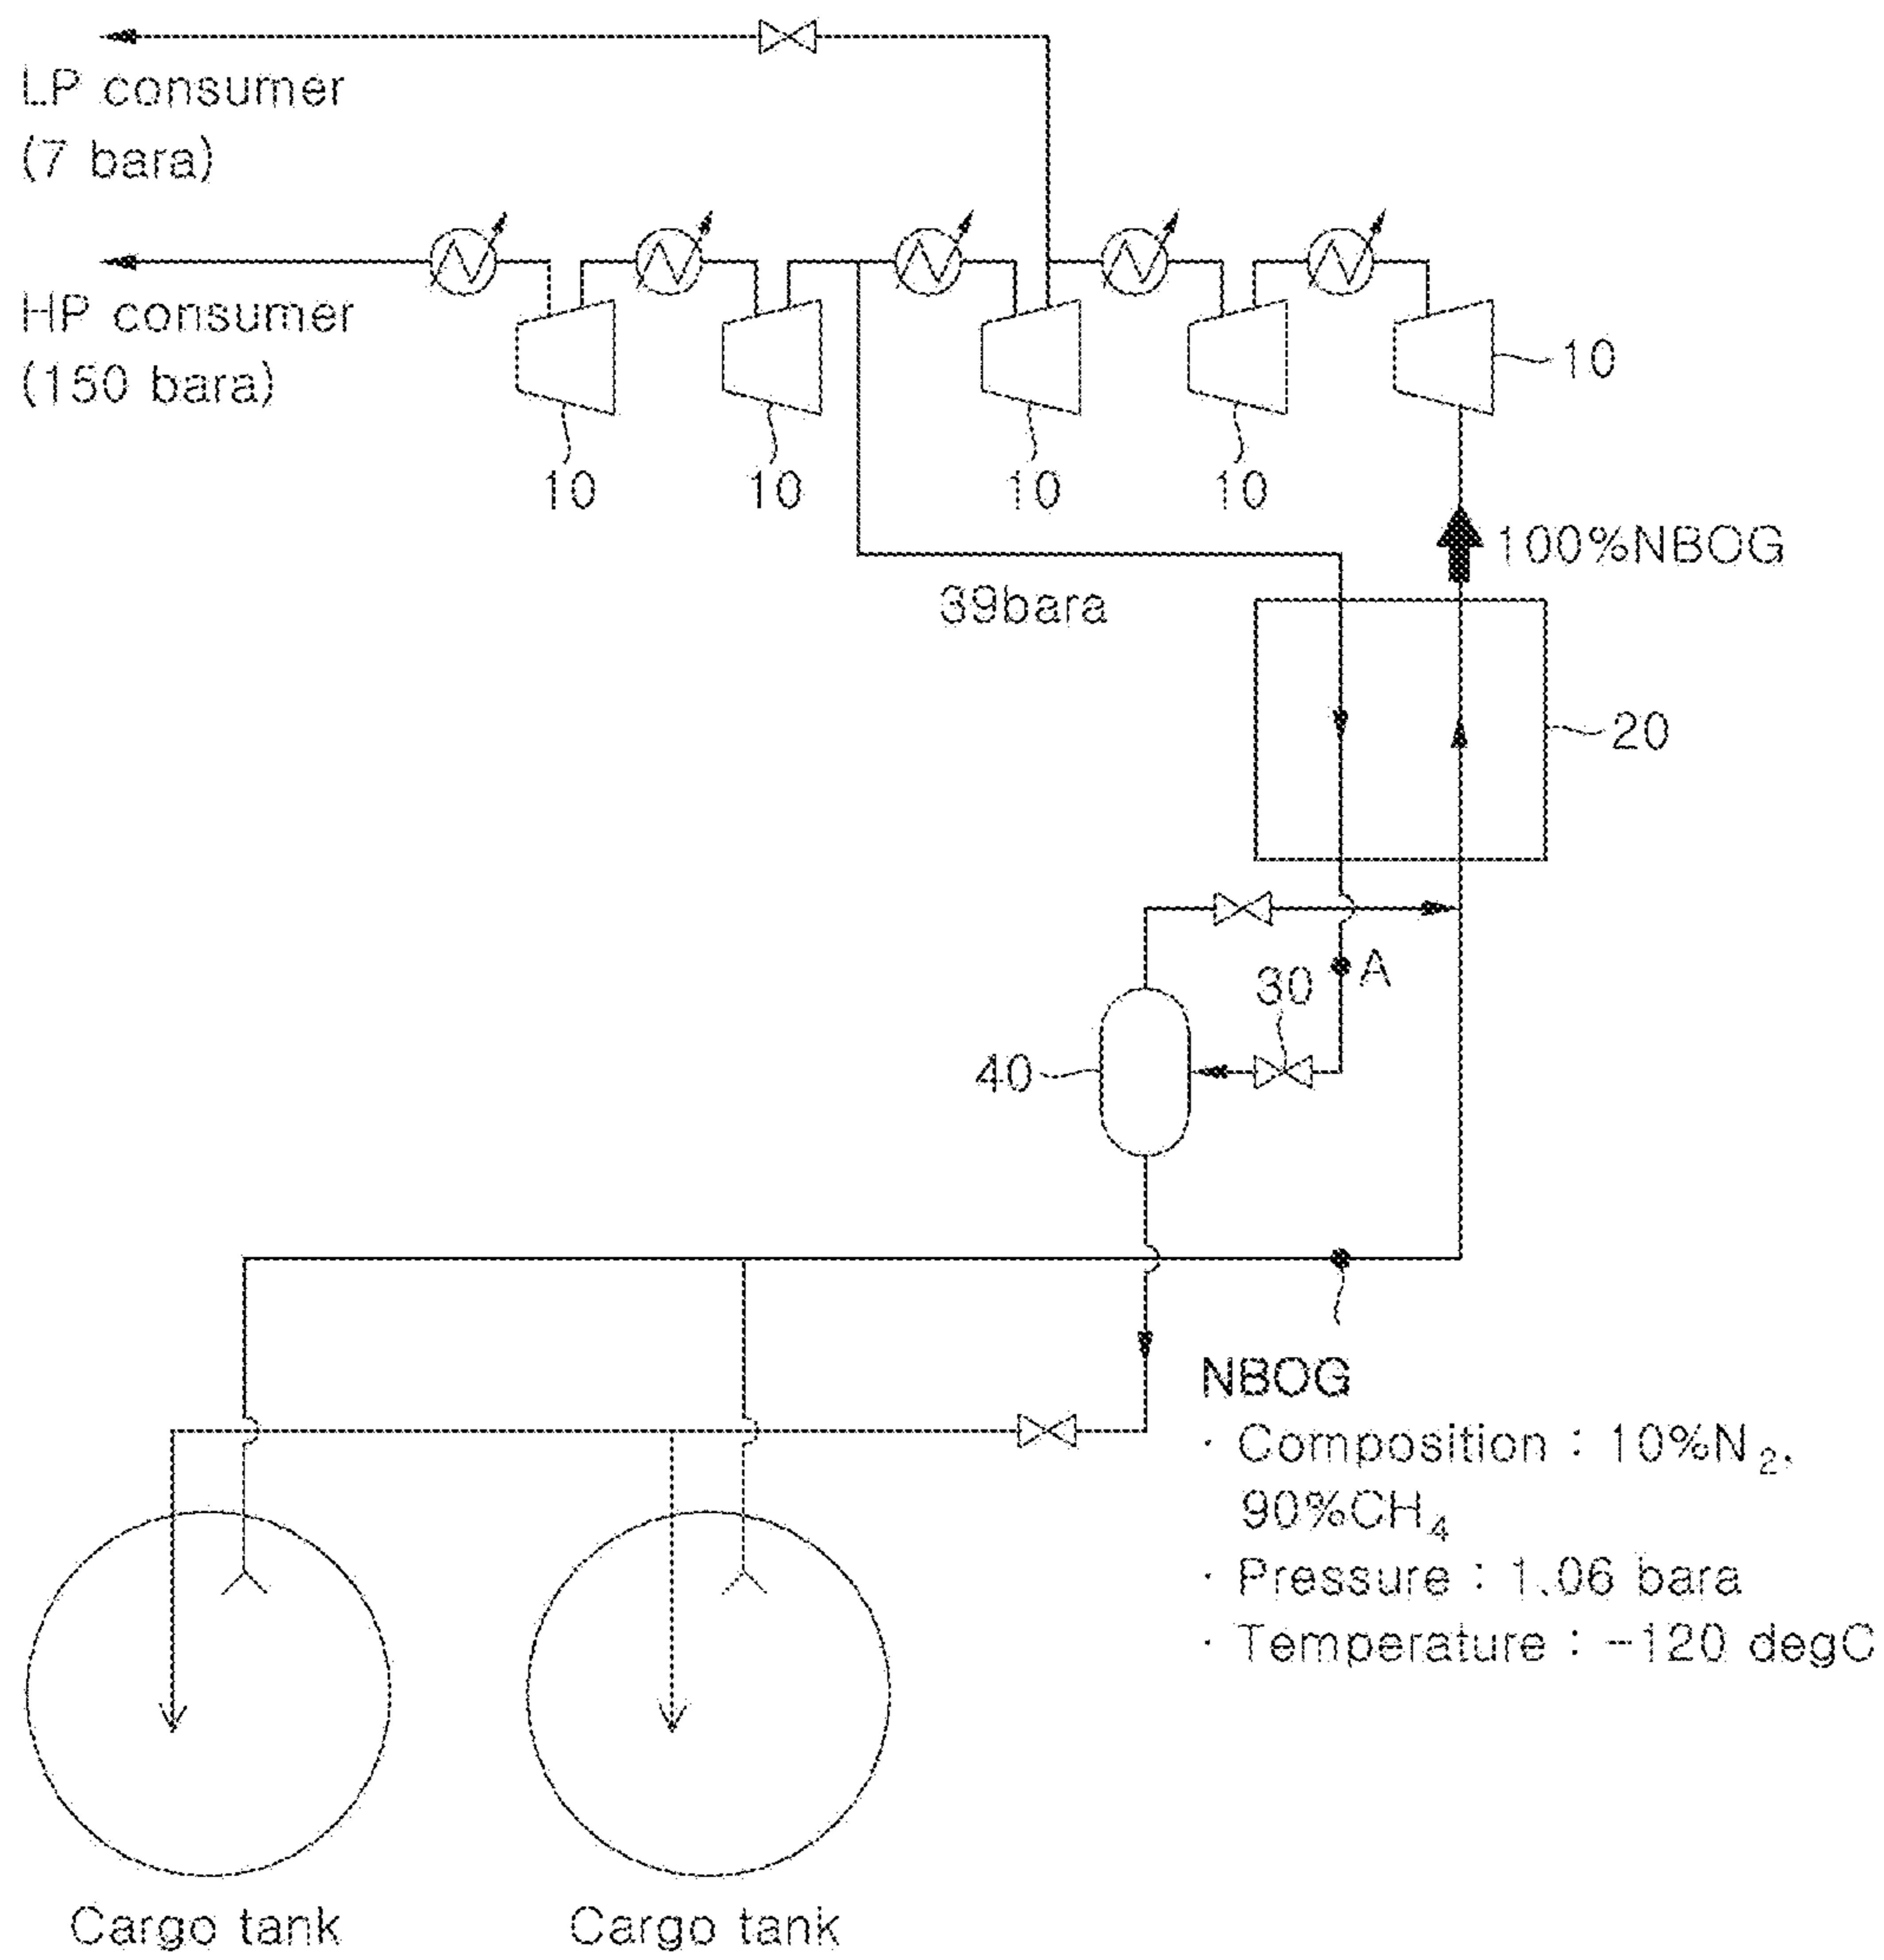 LP consumer
(7 bara)
HP consumer
(150 bara)
10
10
10
10
10
100%NBOG
39bara
20
A
30
40
NBOG
· Composition : 10%N2,
90%CH4
· Pressure : 1.06 bara
· Temperature : -120 degC
Cargo tank
Cargo tank